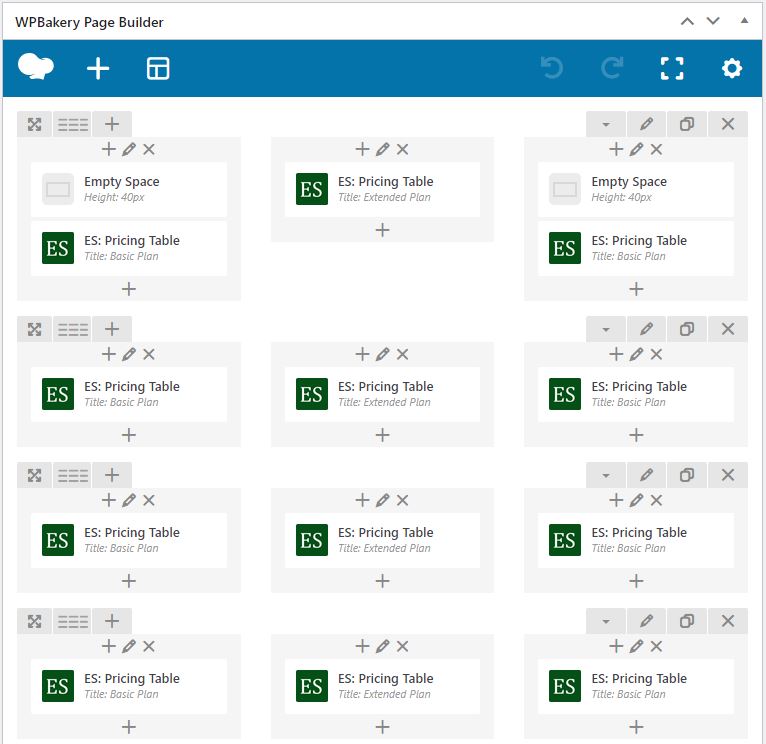 WPBakery Page Builder
Empty Space
Height: 40px
ES
ES: Pricing Table
Title: Basic Plan
ES
ES: Pricing Table
Title: Extended Plan
Empty Space
Height: 40px
ES
ES: Pricing Table
Title: Basic Plan
ES
ES: Pricing Table
Title: Basic Plan
ES
ES: Pricing Table
Title: Extended Plan
ES
ES: Pricing Table
Title: Basic Plan
ES
ES: Pricing Table
Title: Basic Plan
ES
ES: Pricing Table
Title: Extended Plan
ES
ES: Pricing Table
Title: Basic Plan
ES
ES: Pricing Table
Title: Basic Plan
ES
ES: Pricing Table
Title: Extended Plan
ES
ES: Pricing Table
Title: Basic Plan